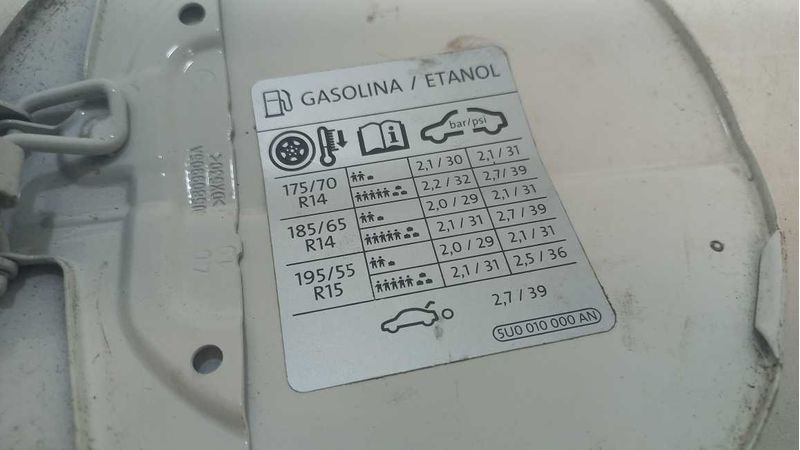 GASOLINA / ETANOL
bar/psi
175/70 R14
2,1 / 30 2,1 / 31
2,2 / 32 2,7 / 39
185/65 R14
2,0 / 29 2,1 / 31
2,1 / 31 2,7 / 39
195/55 R15
2,0 / 29 2,1 / 31
2,1 / 31 2,5 / 36
2,7 / 39
5U0 010 000 AN